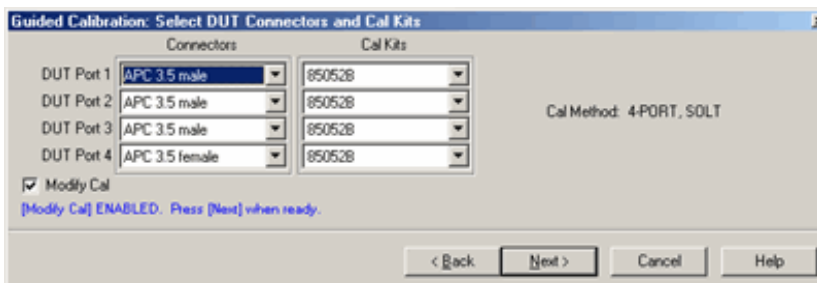 Guided Calibration: Select DUT Connectors and Cal Kits
Connectors Cal Kits
DUT Port 1 APC 3.5 male 85052B
DUT Port 2 APC 3.5 male 85052B
Cal Method: 4-PORT, SOLT
DUT Port 3 APC 3.5 male 85052B
DUT Port 4 APC 3.5 female 85052B
Modify Cal
[Modify Cal] ENABLED. Press [Next] when ready.
< Back Next > Cancel Help